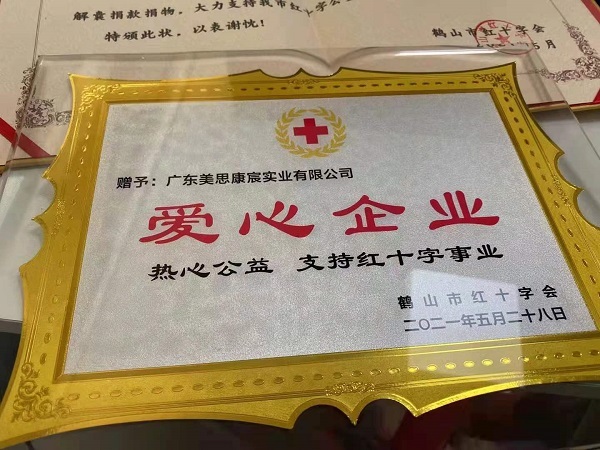 解囊捐款捐物，大力支持我市红十字公
特颁此状，以表谢忱！
鹤山市红十字会
5月
赠予：广东美思康宸实业有限公司
爱心企业
热心公益 支持红十字事业
鹤山市红十字会
二〇二一年五月二十八日